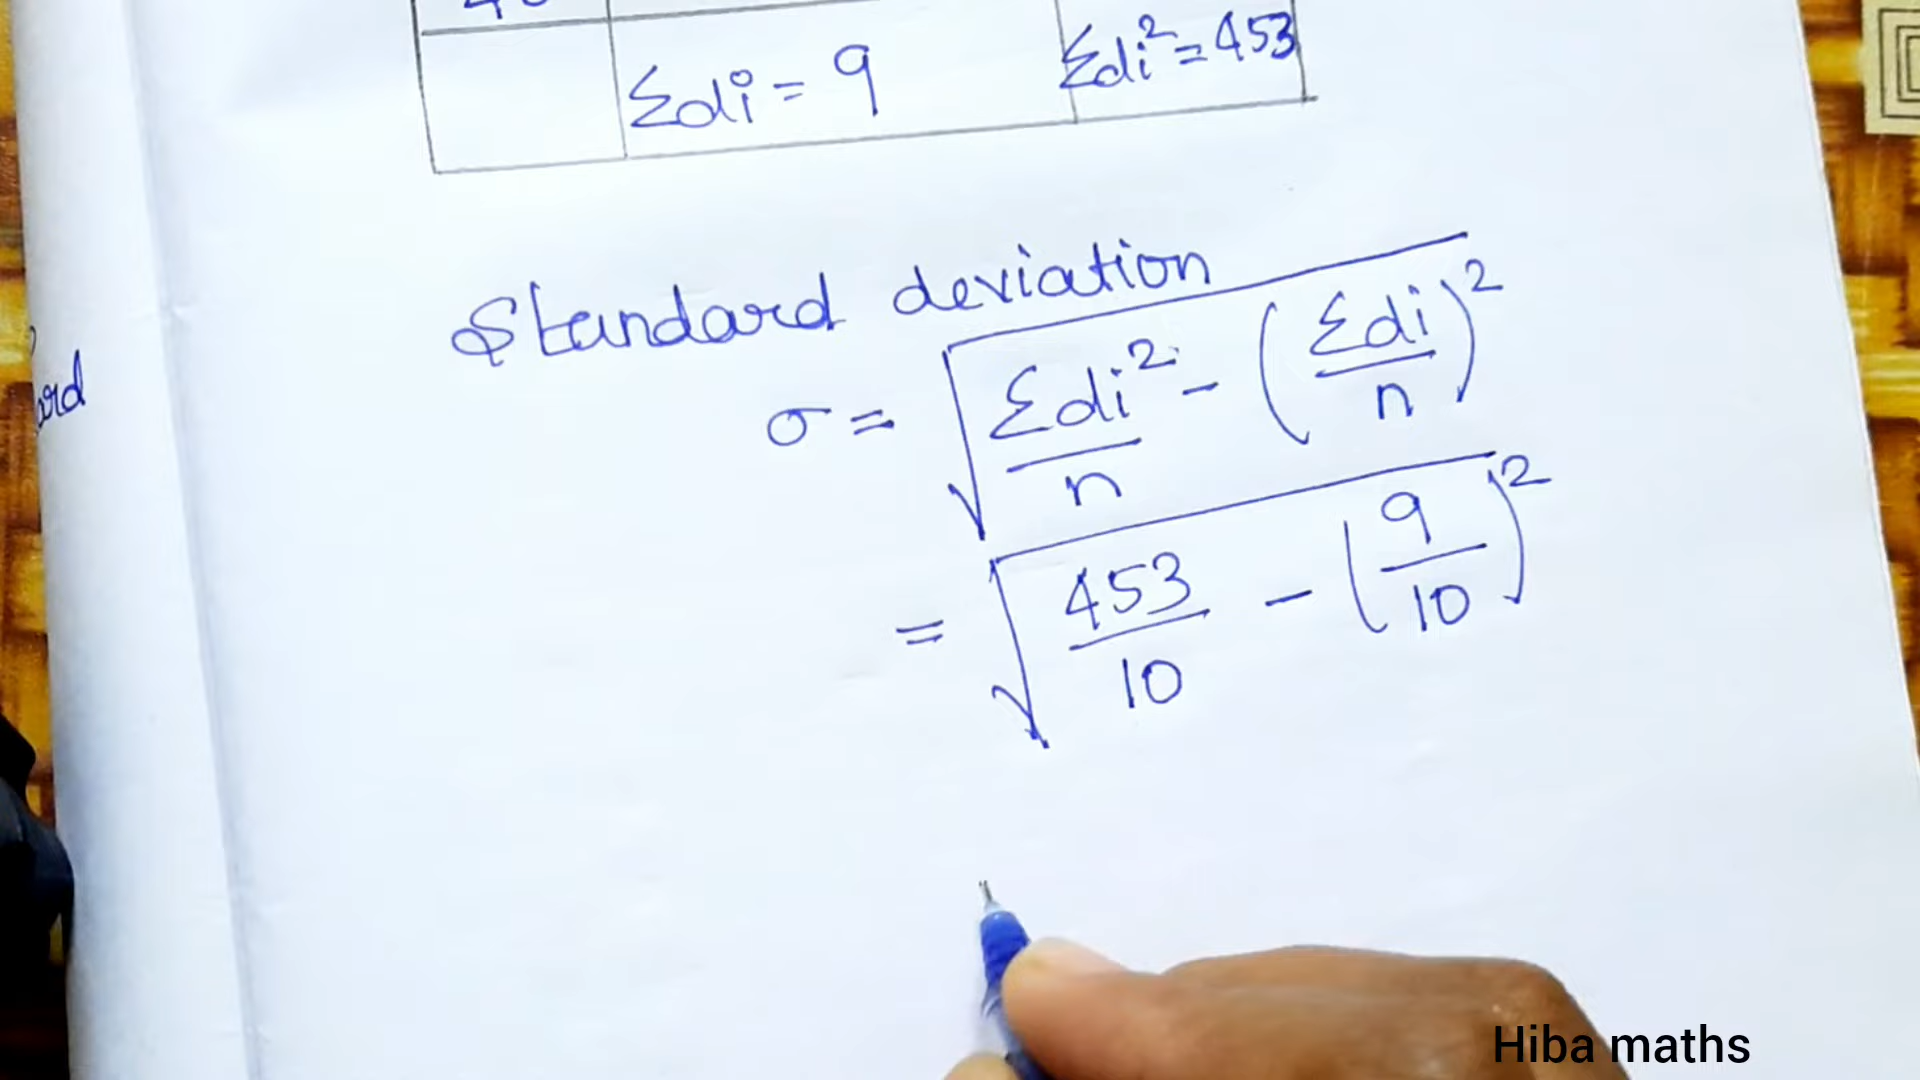 Σdi = 9 Σdi² = 453
Standard deviation
σ = √(Σdi²/n - (Σdi/n)²)
= √(453/10 - (9/10)²)
Hiba maths